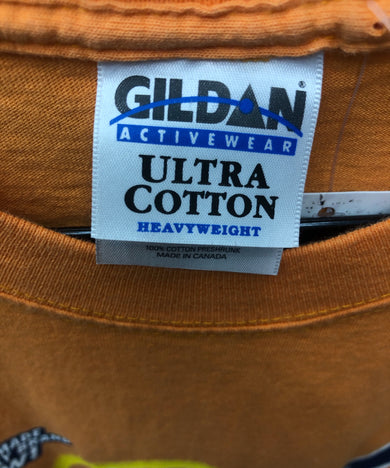 GILDAN®
ACTIVEWEAR
ULTRA
COTTON
HEAVYWEIGHT
100% COTTON PRESHRUNK
MADE IN CANADA